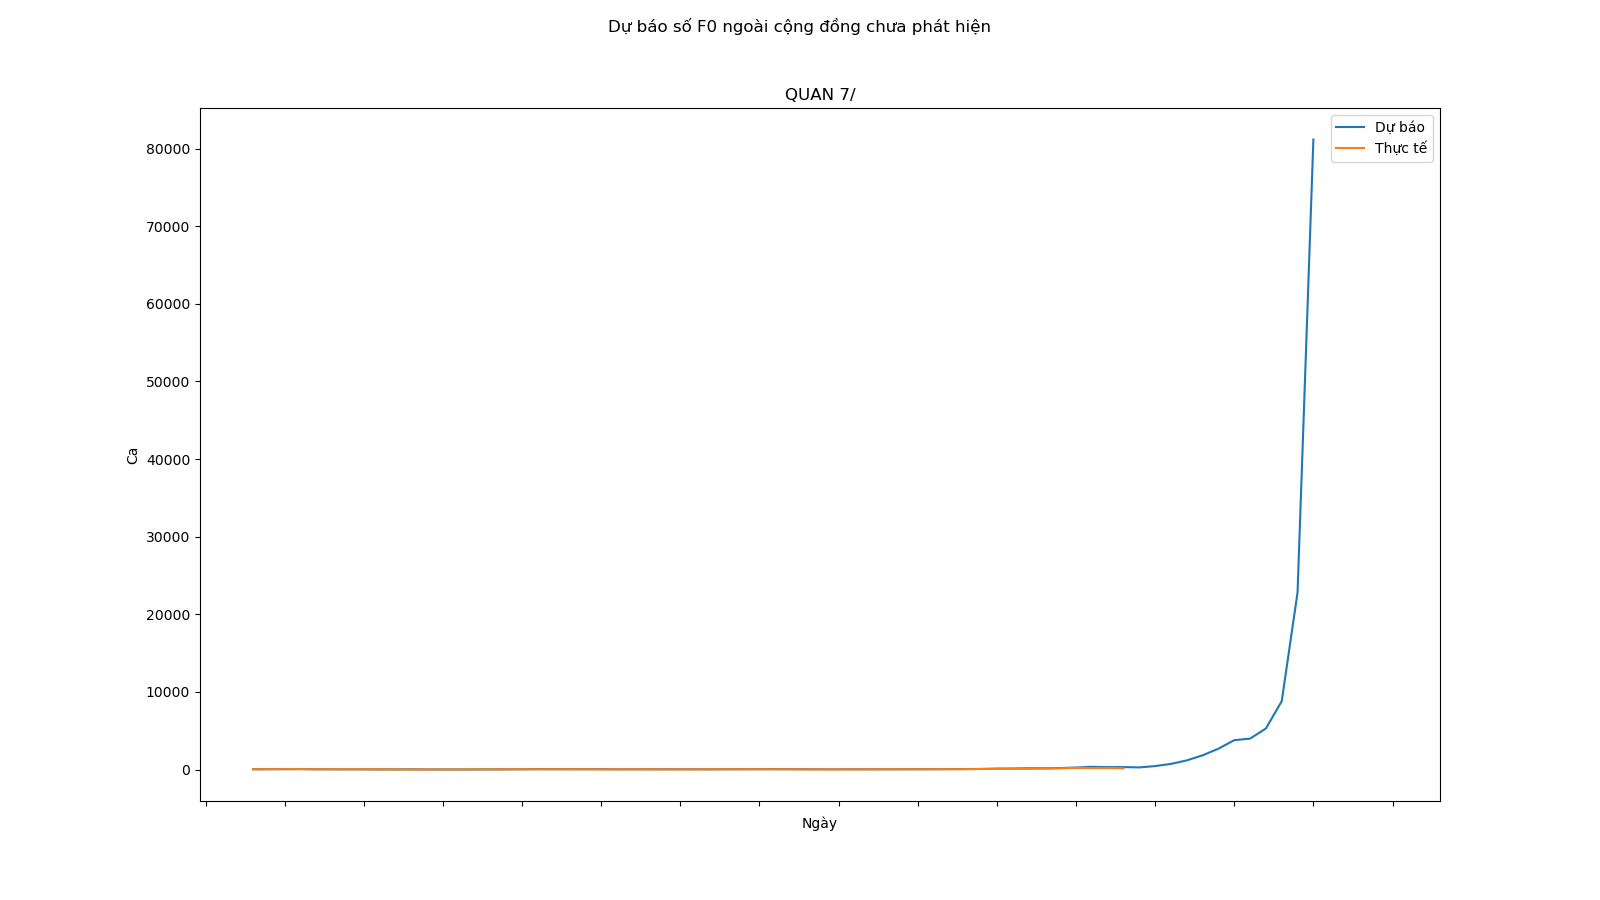 Dự báo số F0 ngoài cộng đồng chưa phát hiện
QUAN 7/
Dự báo
Thực tế
80000
70000
60000
50000
40000
30000
20000
10000
0
Ca
Ngày